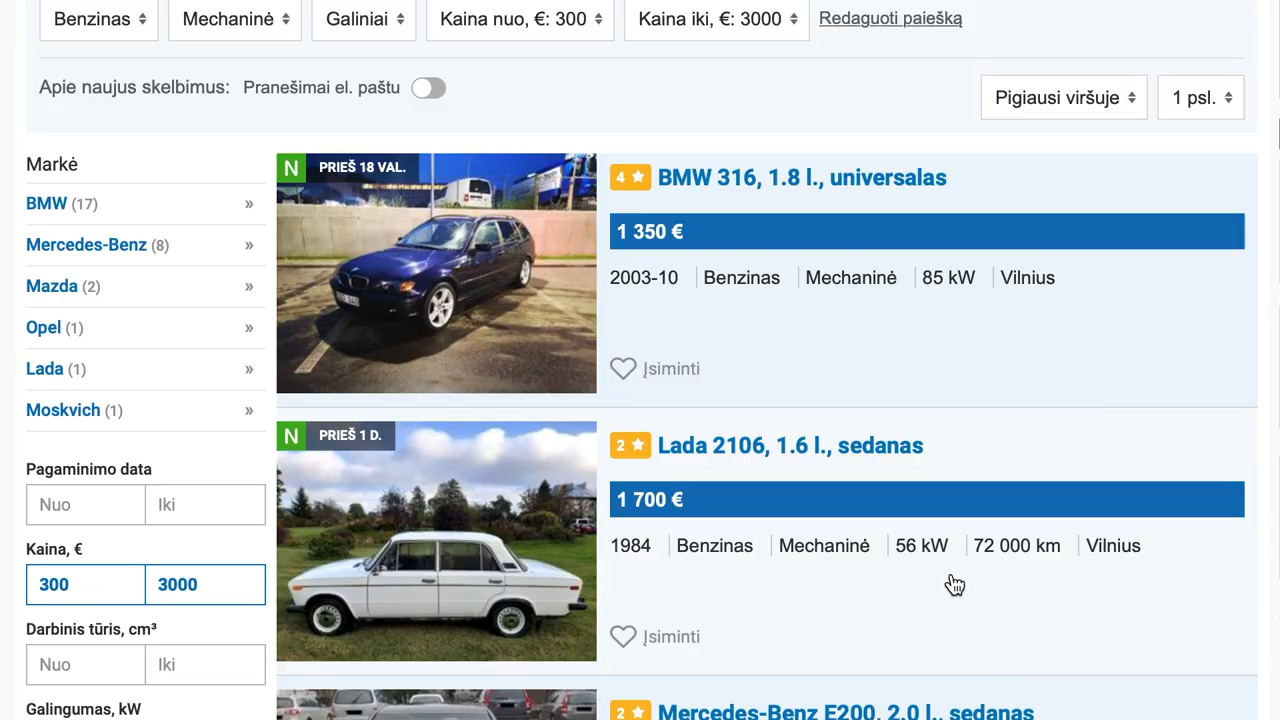 Benzinas Mechaninė Galiniai Kaina nuo, €: 300 Kaina iki, €: 3000 Redaguoti paiešką
Apie naujus skelbimus: Pranešimai el. paštu
Pigiausi viršuje 1 psl.
Markė
BMW (17) »
Mercedes-Benz (8) »
Mazda (2) »
Opel (1) »
Lada (1) »
Moskvich (1) »
Pagaminimo data
Nuo Iki
Kaina, €
300 3000
Darbinis tūris, cm³
Nuo Iki
Galingumas, kW
N PRIEŠ 18 VAL.
4 ★ BMW 316, 1.8 l., universalas
1 350 €
2003-10 Benzinas Mechaninė 85 kW Vilnius
Įsiminti
N PRIEŠ 1 D.
2 ★ Lada 2106, 1.6 l., sedanas
1 700 €
1984 Benzinas Mechaninė 56 kW 72 000 km Vilnius
Įsiminti
2 ★ Mercedes-Benz E200, 2.0 l., sedanas